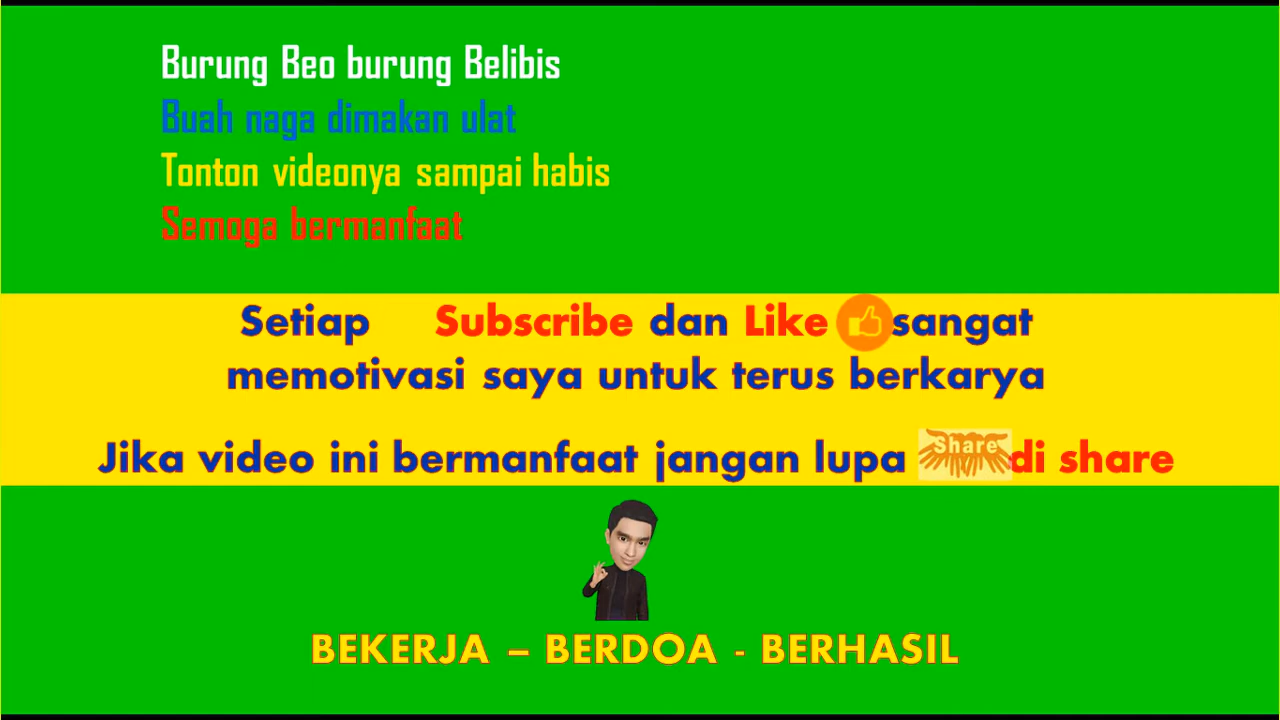 Burung Beo burung Belibis
Buah naga dimakan ulat
Tonton videonya sampai habis
Semoga bermanfaat
Setiap Subscribe dan Like sangat
memotivasi saya untuk terus berkarya
Jika video ini bermanfaat jangan lupa Share di share
BEKERJA – BERDOA - BERHASIL